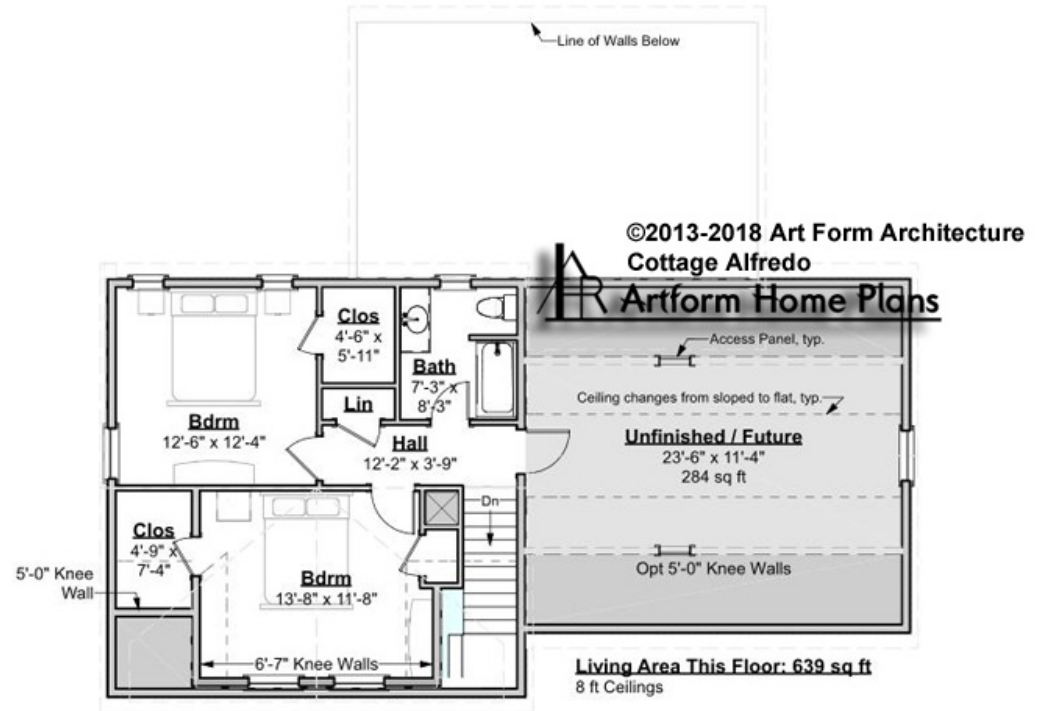 Line of Walls Below
©2013-2018 Art Form Architecture
Cottage Alfredo
AR Artform Home Plans
Access Panel, typ.
Ceiling changes from sloped to flat, typ.
Clos
4'-6" x
5'-11"
Bath
7'-3" x
8'-3"
Lin
Bdrm
12'-6" x 12'-4"
Hall
12'-2" x 3'-9"
Unfinished / Future
23'-6" x 11'-4"
284 sq ft
Dn
Clos
4'-9" x
7'-4"
5'-0" Knee
Wall
Bdrm
13'-8" x 11'-8"
Opt 5'-0" Knee Walls
6'-7" Knee Walls
Living Area This Floor: 639 sq ft
8 ft Ceilings